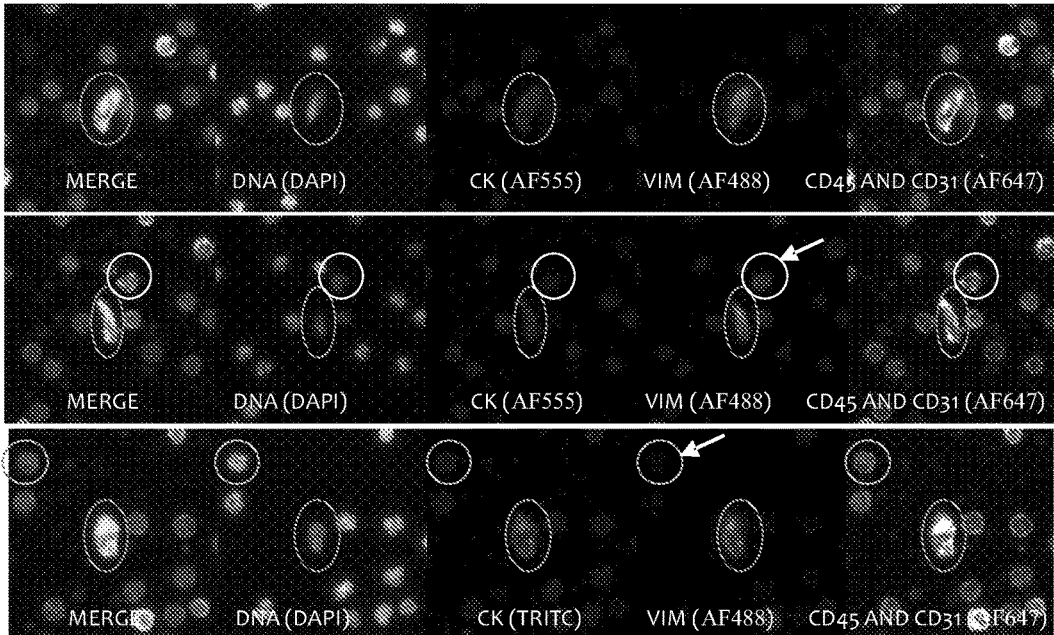 MERGE DNA (DAPI) CK (AF555) VIM (AF488) CD45 AND CD31 (AF647)
MERGE DNA (DAPI) CK (AF555) VIM (AF488) CD45 AND CD31 (AF647)
MERGE DNA (DAPI) CK (TRITC) VIM (AF488) CD45 AND CD31 (AF647)